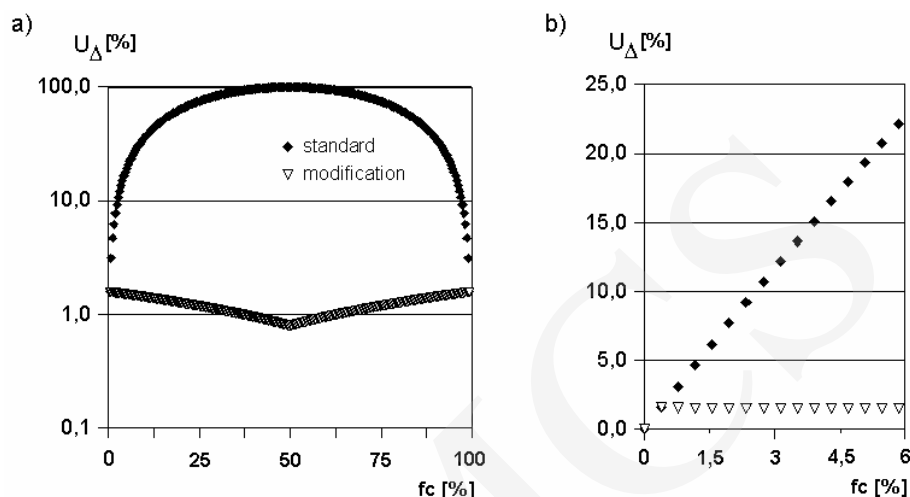 a)
U Δ [%]
100,0
10,0
1,0
0,1
0 25 50 75 100
fc [%]
standard
modification
b)
U Δ [%]
25,0
20,0
15,0
10,0
5,0
0,0
0 1,5 3 4,5 6
fc [%]
MCS